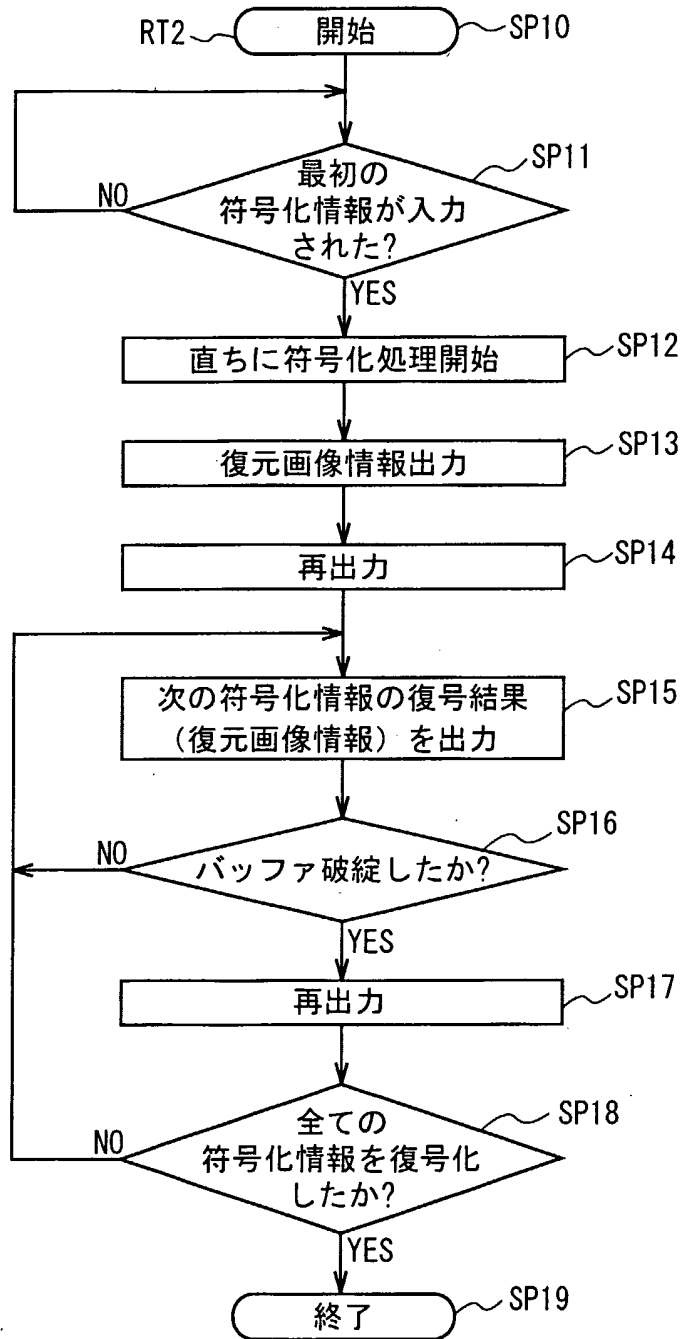 RT2
開始
SP10
最初の
符号化情報が入力
された?
SP11
NO
YES
直ちに符号化処理開始
SP12
復元画像情報出力
SP13
再出力
SP14
次の符号化情報の復号結果
(復元画像情報)を出力
SP15
バッファ破綻したか?
SP16
NO
YES
再出力
SP17
全ての
符号化情報を復号化
したか?
SP18
NO
YES
終了
SP19